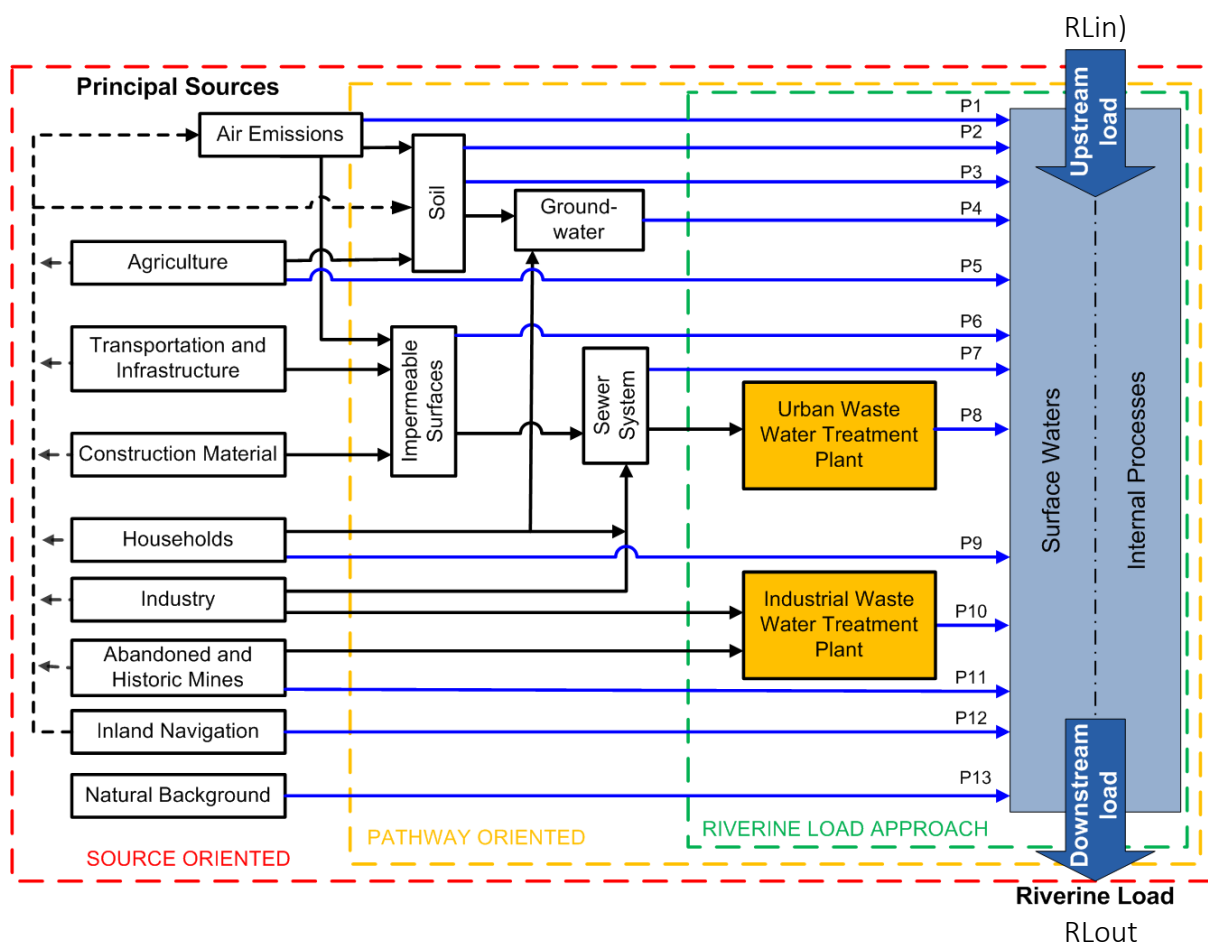 RLin)
Principal Sources
Upstream
load
Air Emissions
P1
P2
P3
Soil
Ground-
water
P4
Agriculture
P5
Transportation and
Infrastructure
Impermeable
Surfaces
P6
Sewer
System
P7
Urban Waste
Water Treatment
Plant
P8
Construction Material
Surface Waters
Internal Processes
Households
P9
Industry
Industrial Waste
Water Treatment
Plant
P10
Abandoned and
Historic Mines
P11
Inland Navigation
P12
Natural Background
P13
Downstream
load
SOURCE ORIENTED
PATHWAY ORIENTED
RIVERINE LOAD APPROACH
Riverine Load
RLout